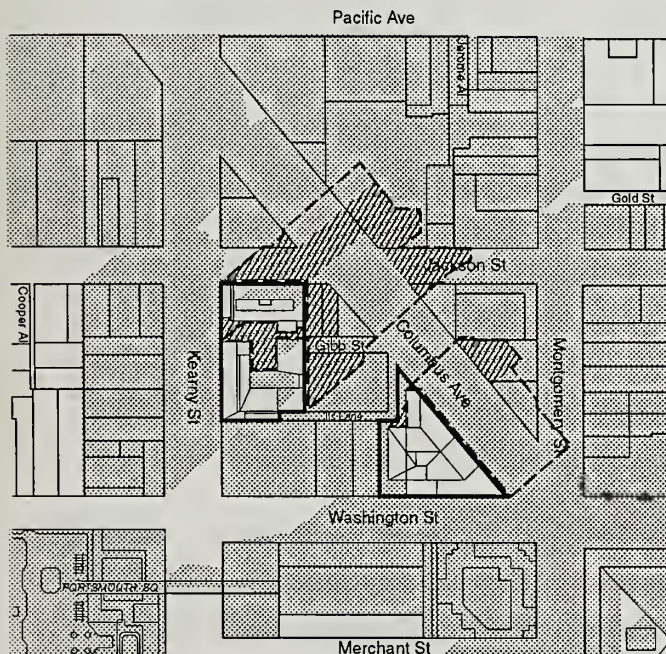 Pacific Ave
Jerome Al
Gold St
Jackson St
Cooper Al
Kearny St
Gibb St
Columbus Ave
Montgomery St
Washington St
PORTSMOUTH SQ
Merchant St